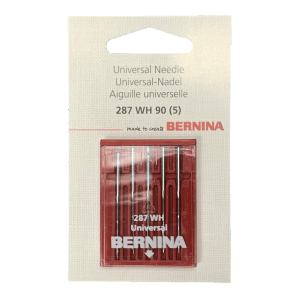 Universal Needle
Universal-Nadel
Aiguille universelle
287 WH 90 (5)
made to create BERNINA
287 WH
Universal
BERNINA